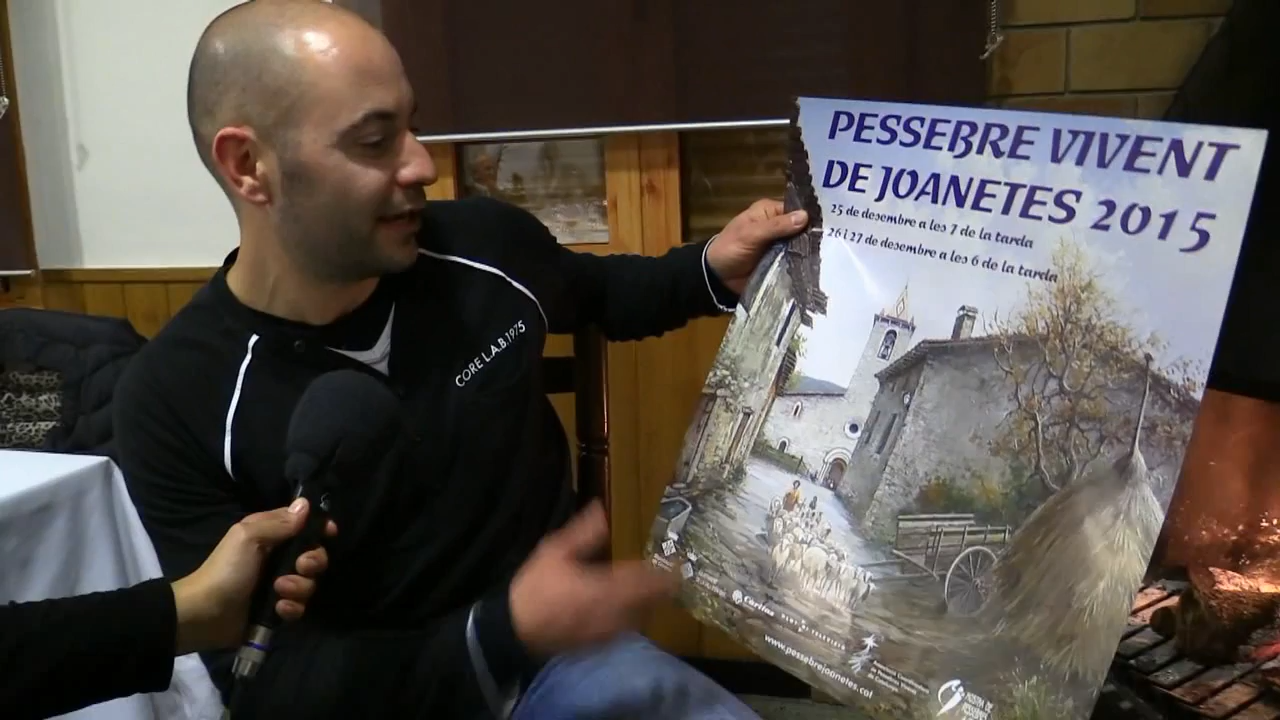 PESSEBRE VIVENT
DE JOANETES 2015
25 de desembre a les 7 de la tarda
26 i 27 de desembre a les 6 de la tarda
CORE L.A.B. 1975
Càritas
www.pessebrejoanetes.cat